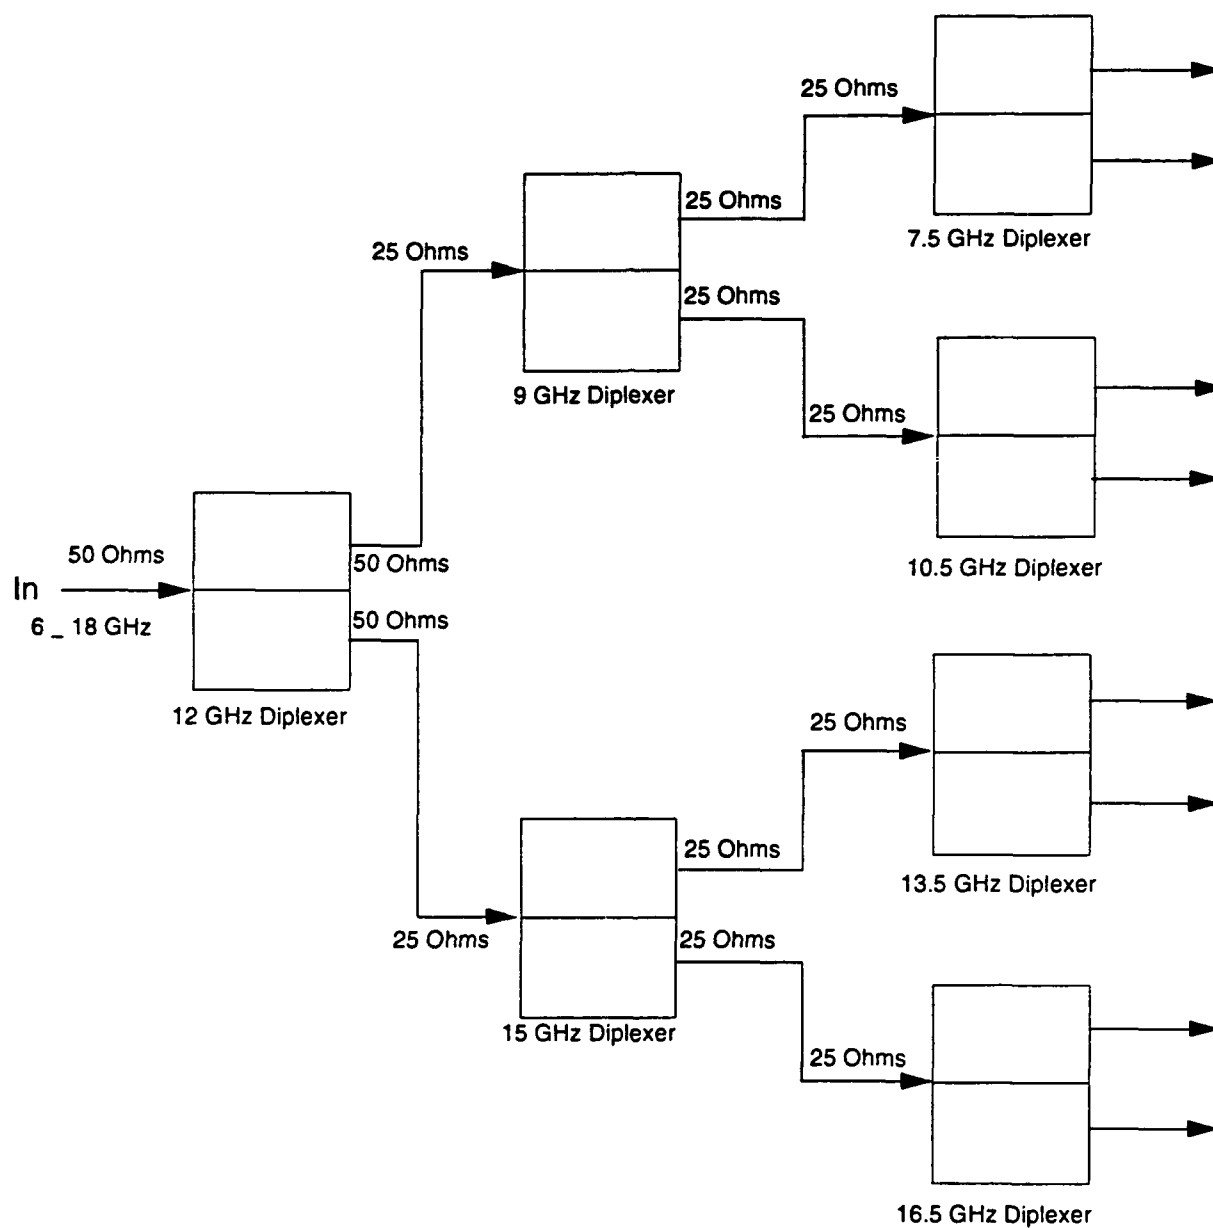 25 Ohms
7.5 GHz Diplexer
25 Ohms
25 Ohms
25 Ohms
9 GHz Diplexer
25 Ohms
10.5 GHz Diplexer
50 Ohms
In
6 _ 18 GHz
50 Ohms
50 Ohms
12 GHz Diplexer
25 Ohms
13.5 GHz Diplexer
25 Ohms
25 Ohms
25 Ohms
15 GHz Diplexer
25 Ohms
16.5 GHz Diplexer